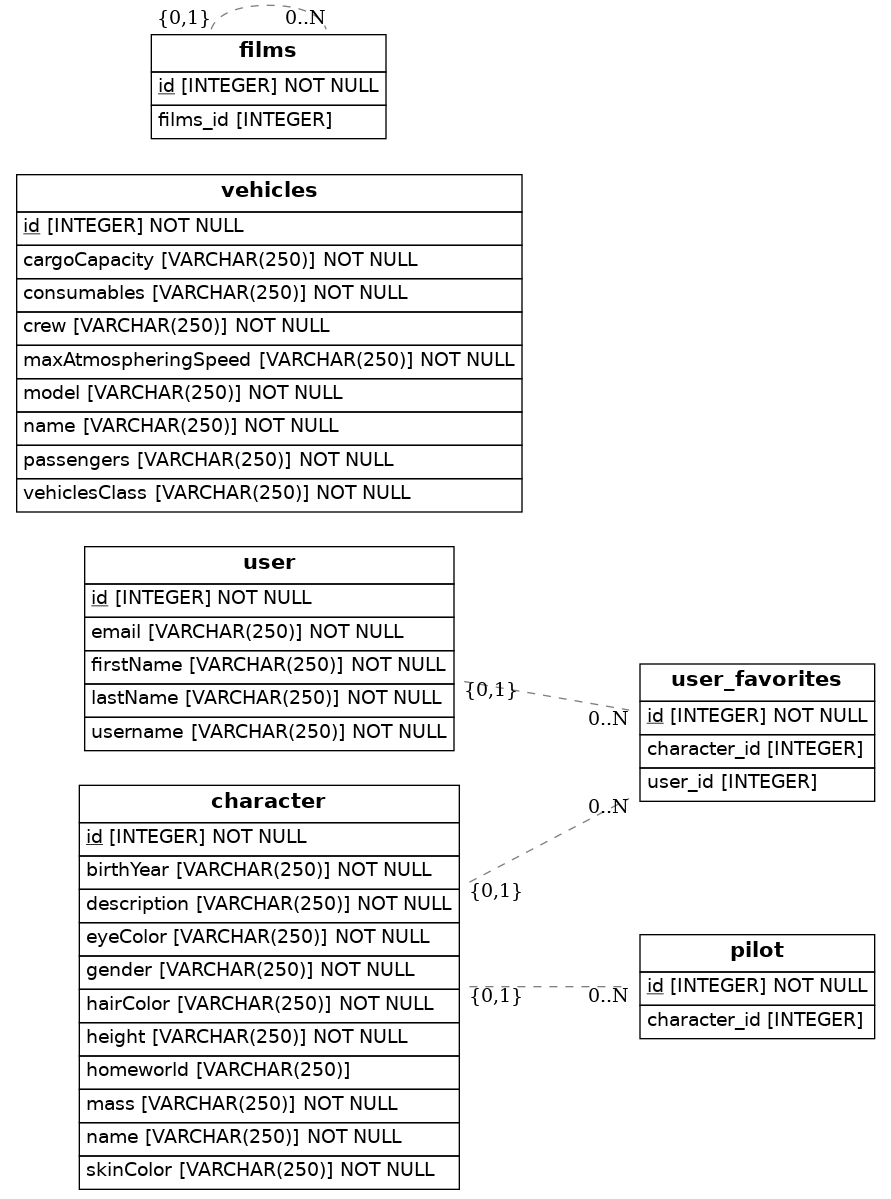 {0,1} 0..N
films
id [INTEGER] NOT NULL
films_id [INTEGER]
vehicles
id [INTEGER] NOT NULL
cargoCapacity [VARCHAR(250)] NOT NULL
consumables [VARCHAR(250)] NOT NULL
crew [VARCHAR(250)] NOT NULL
maxAtmospheringSpeed [VARCHAR(250)] NOT NULL
model [VARCHAR(250)] NOT NULL
name [VARCHAR(250)] NOT NULL
passengers [VARCHAR(250)] NOT NULL
vehiclesClass [VARCHAR(250)] NOT NULL
user
id [INTEGER] NOT NULL
email [VARCHAR(250)] NOT NULL
firstName [VARCHAR(250)] NOT NULL
lastName [VARCHAR(250)] NOT NULL
username [VARCHAR(250)] NOT NULL
{0,1}
0..N
user_favorites
id [INTEGER] NOT NULL
character_id [INTEGER]
user_id [INTEGER]
character
id [INTEGER] NOT NULL
birthYear [VARCHAR(250)] NOT NULL
description [VARCHAR(250)] NOT NULL
eyeColor [VARCHAR(250)] NOT NULL
gender [VARCHAR(250)] NOT NULL
hairColor [VARCHAR(250)] NOT NULL
height [VARCHAR(250)] NOT NULL
homeworld [VARCHAR(250)]
mass [VARCHAR(250)] NOT NULL
name [VARCHAR(250)] NOT NULL
skinColor [VARCHAR(250)] NOT NULL
0..N
{0,1}
{0,1} 0..N
pilot
id [INTEGER] NOT NULL
character_id [INTEGER]